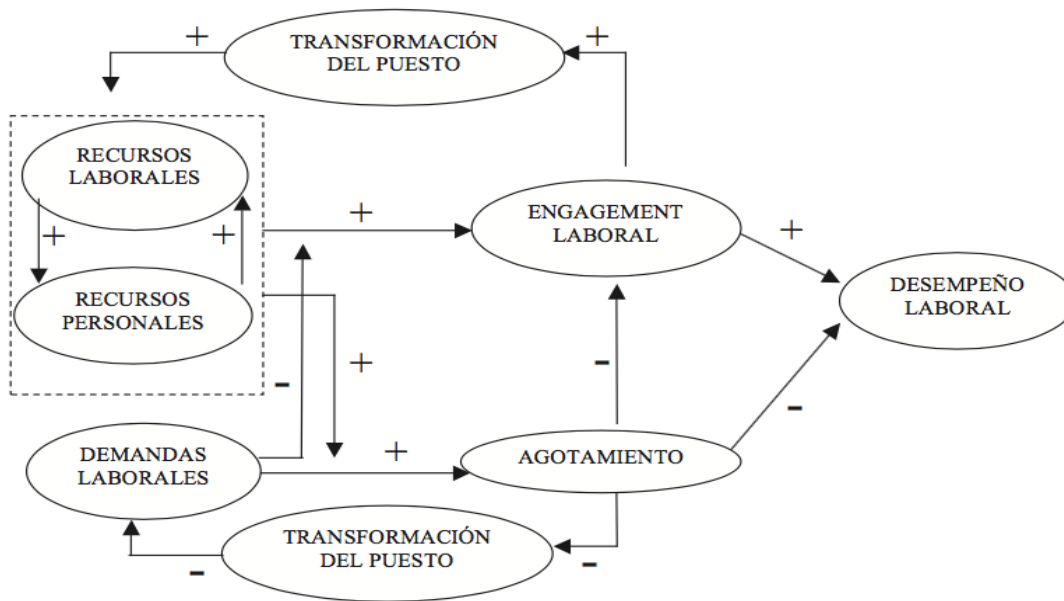 +
TRANSFORMACIÓN
DEL PUESTO
+
RECURSOS
LABORALES
+
+
RECURSOS
PERSONALES
+
ENGAGEMENT
LABORAL
+
DESEMPEÑO
LABORAL
+
-
-
-
DEMANDAS
LABORALES
+
AGOTAMIENTO
-
TRANSFORMACIÓN
DEL PUESTO
-